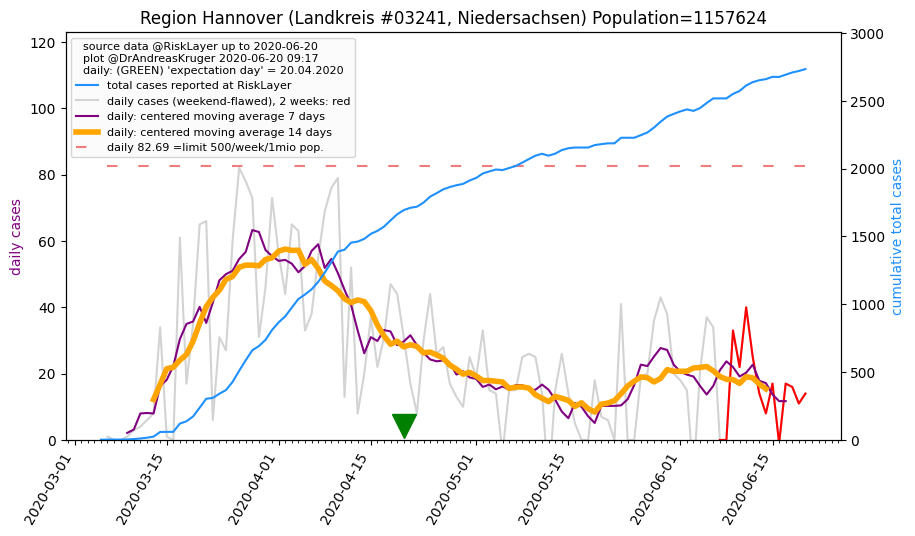 Region Hannover (Landkreis #03241, Niedersachsen) Population=1157624
source data @RiskLayer up to 2020-06-20
plot @DrAndreasKruger 2020-06-20 09:17
daily: (GREEN) 'expectation day' = 20.04.2020
total cases reported at RiskLayer
daily cases (weekend-flawed), 2 weeks: red
daily: centered moving average 7 days
daily: centered moving average 14 days
daily 82.69 =limit 500/week/1mio pop.
daily cases
120
100
80
60
40
20
0
cumulative total cases
3000
2500
2000
1500
1000
500
0
2020-03-01
2020-03-15
2020-04-01
2020-04-15
2020-05-01
2020-05-15
2020-06-01
2020-06-15